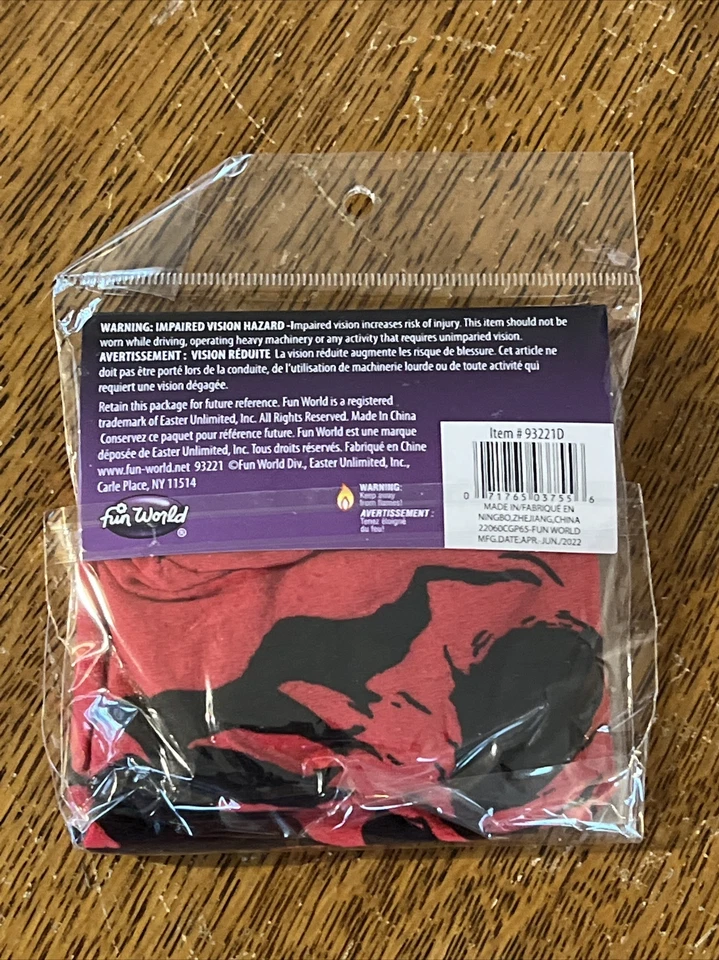 WARNING: IMPAIRED VISION HAZARD -Impaired vision increases risk of injury. This item should not be
worn while driving, operating heavy machinery or any activity that requires unimparied vision.
AVERTISSEMENT : VISION RÉDUITE La vision réduite augmente les risque de blessure. Cet article ne
doit pas être porté lors de la conduite, de l'utilisation de machinerie lourde ou de toute activité qui
requiert une vision dégagée.
Retain this package for future reference. Fun World is a registered
trademark of Easter Unlimited, Inc. All Rights Reserved. Made In China
Conservez ce paquet pour référence future. Fun World est une marque
déposée de Easter Unlimited, Inc. Tous droits réservés. Fabriqué en Chine
www.fun-world.net 93221 ©Fun World Div., Easter Unlimited, Inc.,
Carle Place, NY 11514
fun World ®
WARNING:
Keep away
from flames!
AVERTISSEMENT :
Tenez éloigné
du feu!
Item # 93221D
0 71765 03755 6
MADE IN/FABRIQUÉ EN
NINGBO,ZHEJIANG,CHINA
22060CGP65-FUN WORLD
MFG.DATE;APR.-JUN./2022